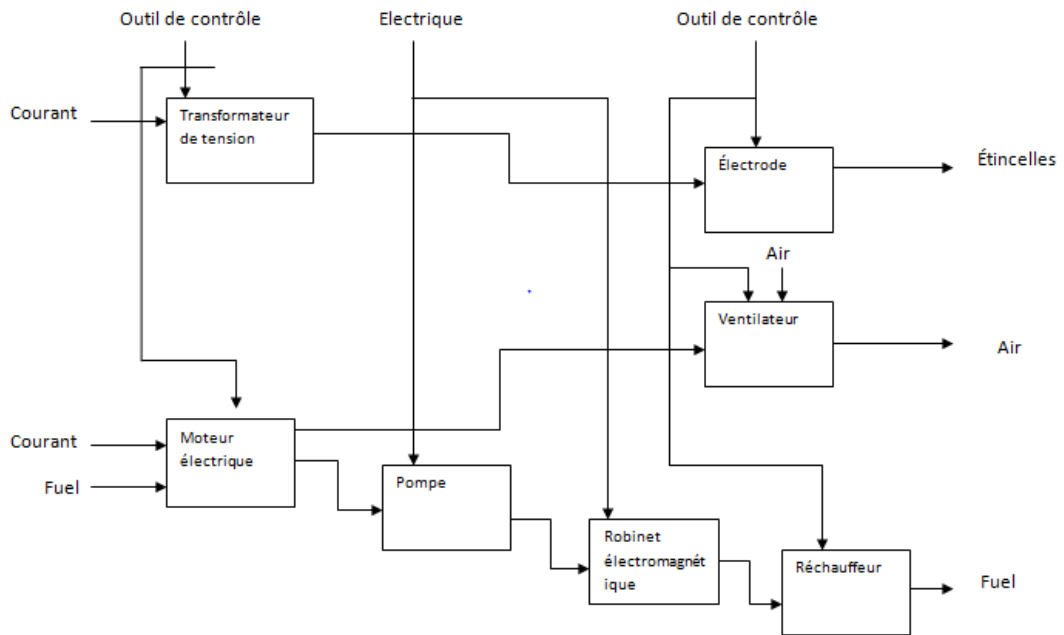 Outil de contrôle
Electrique
Outil de contrôle
Courant
Transformateur
de tension
Électrode
Étincelles
Air
Ventilateur
Air
Courant
Moteur
électrique
Fuel
Pompe
Robinet
électromagnét
ique
Réchauffeur
Fuel